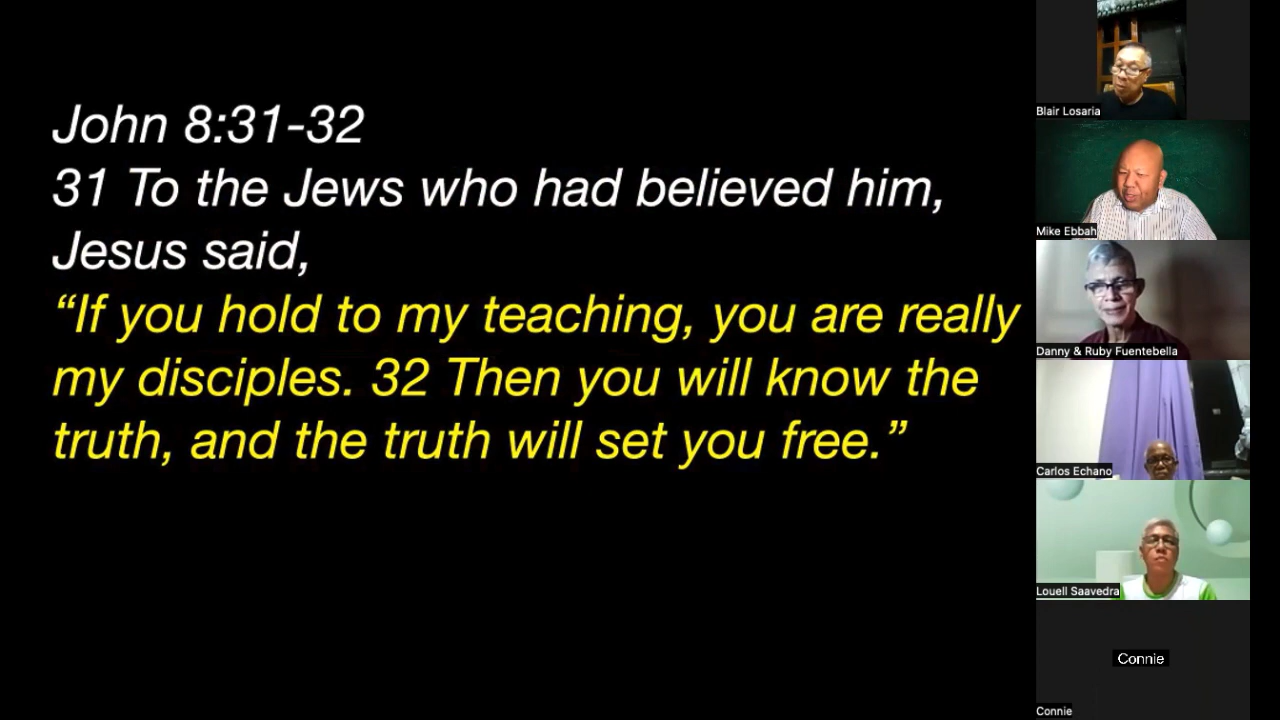 John 8:31-32
31 To the Jews who had believed him,
Jesus said,
“If you hold to my teaching, you are really
my disciples. 32 Then you will know the
truth, and the truth will set you free.”
Blair Losaria
Mike Ebbah
Danny & Ruby Fuentebella
Carlos Echano
Louell Saavedra
Connie
Connie